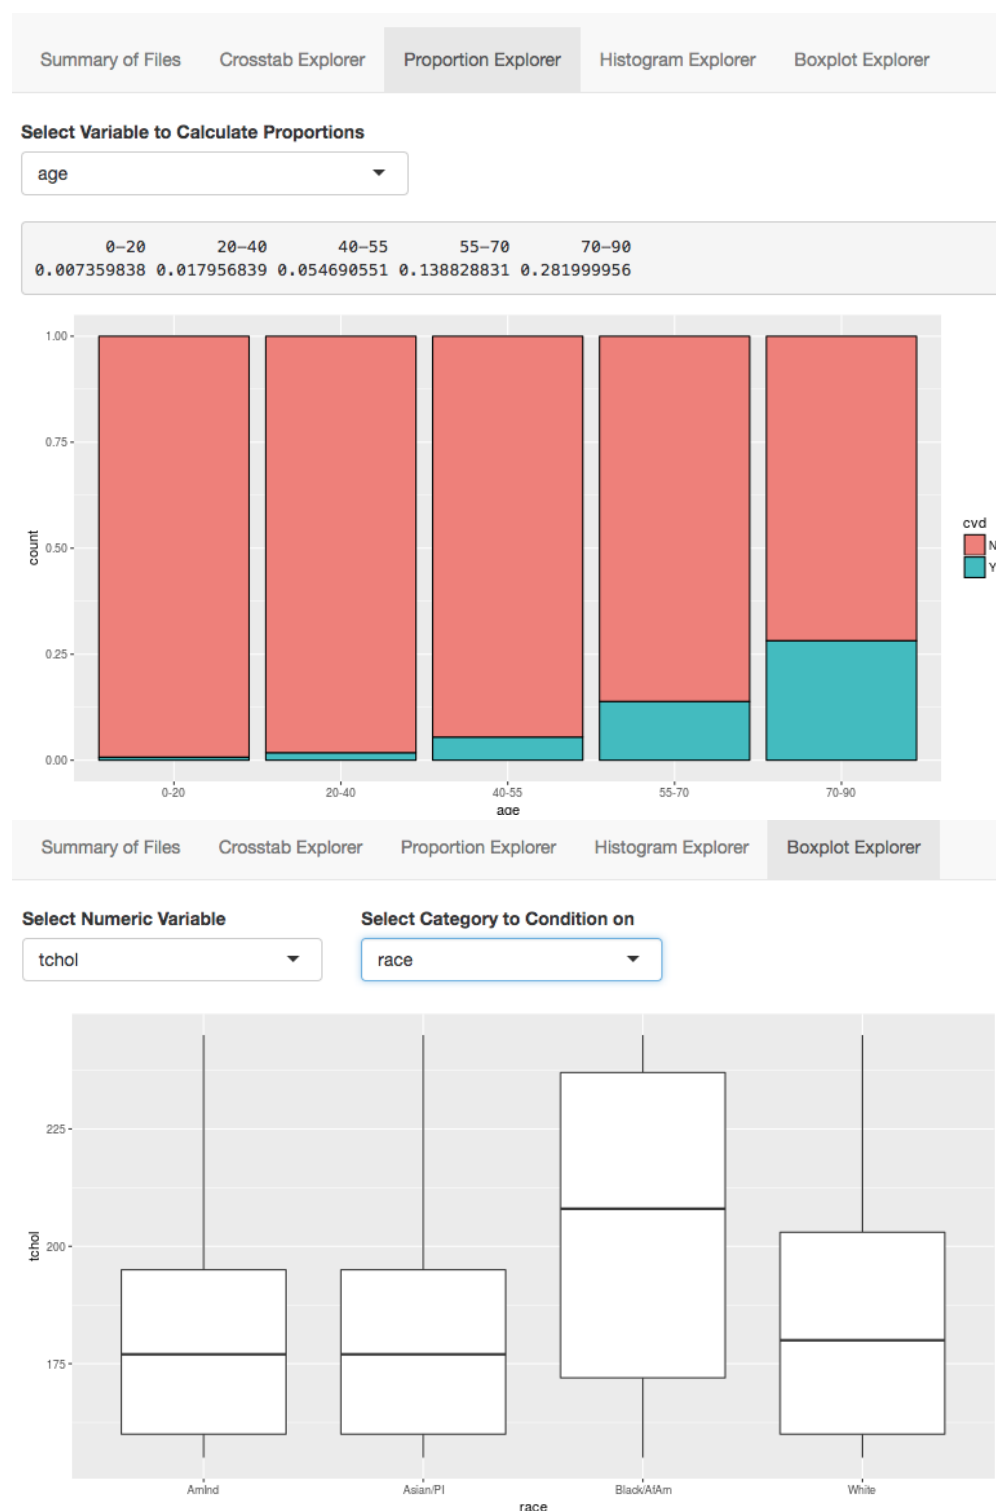 Summary of Files Crosstab Explorer Proportion Explorer Histogram Explorer Boxplot Explorer
Select Variable to Calculate Proportions
age
0-20 20-40 40-55 55-70 70-90
0.007359838 0.017956839 0.054690551 0.138828831 0.281999956
1.00
0.75
0.50
0.25
0.00
count
0-20 20-40 40-55 55-70 70-90
age
cvd
N
Y
Summary of Files Crosstab Explorer Proportion Explorer Histogram Explorer Boxplot Explorer
Select Numeric Variable Select Category to Condition on
tchol race
225
200
175
tchol
AmInd Asian/PI Black/AfAm White
race